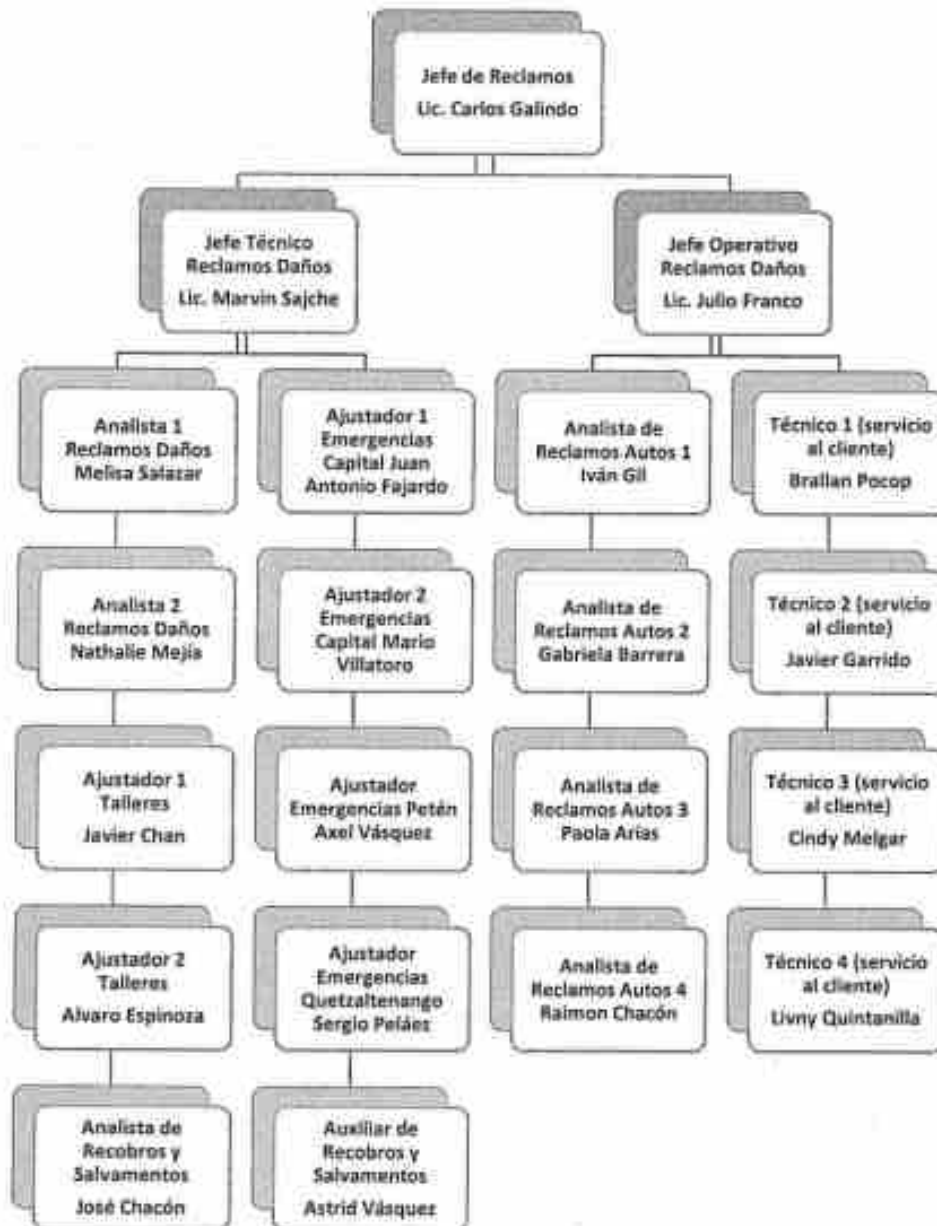 Jefe de Reclamos
Lic. Carlos Galindo
Jefe Técnico
Reclamos Daños
Lic. Marvin Sajche
Jefe Operativo
Reclamos Daños
Lic. Julio Franco
Analista 1
Reclamos Daños
Melisa Salazar
Ajustador 1
Emergencias
Capital Juan
Antonio Fajardo
Analista de
Reclamos Autos 1
Iván Gil
Técnico 1 (servicio
al cliente)
Brallan Pocop
Analista 2
Reclamos Daños
Nathalie Mejía
Ajustador 2
Emergencias
Capital Mario
Villatoro
Analista de
Reclamos Autos 2
Gabriela Barrera
Técnico 2 (servicio
al cliente)
Javier Garrido
Ajustador 1
Talleres
Javier Chan
Ajustador
Emergencias Petén
Axel Vásquez
Analista de
Reclamos Autos 3
Paola Arias
Técnico 3 (servicio
al cliente)
Cindy Melgar
Ajustador 2
Talleres
Alvaro Espinoza
Ajustador
Emergencias
Quetzaltenango
Sergio Peláez
Analista de
Reclamos Autos 4
Raimon Chacón
Técnico 4 (servicio
al cliente)
Livny Quintanilla
Analista de
Recobros y
Salvamentos
José Chacón
Auxiliar de
Recobros y
Salvamentos
Astrid Vásquez